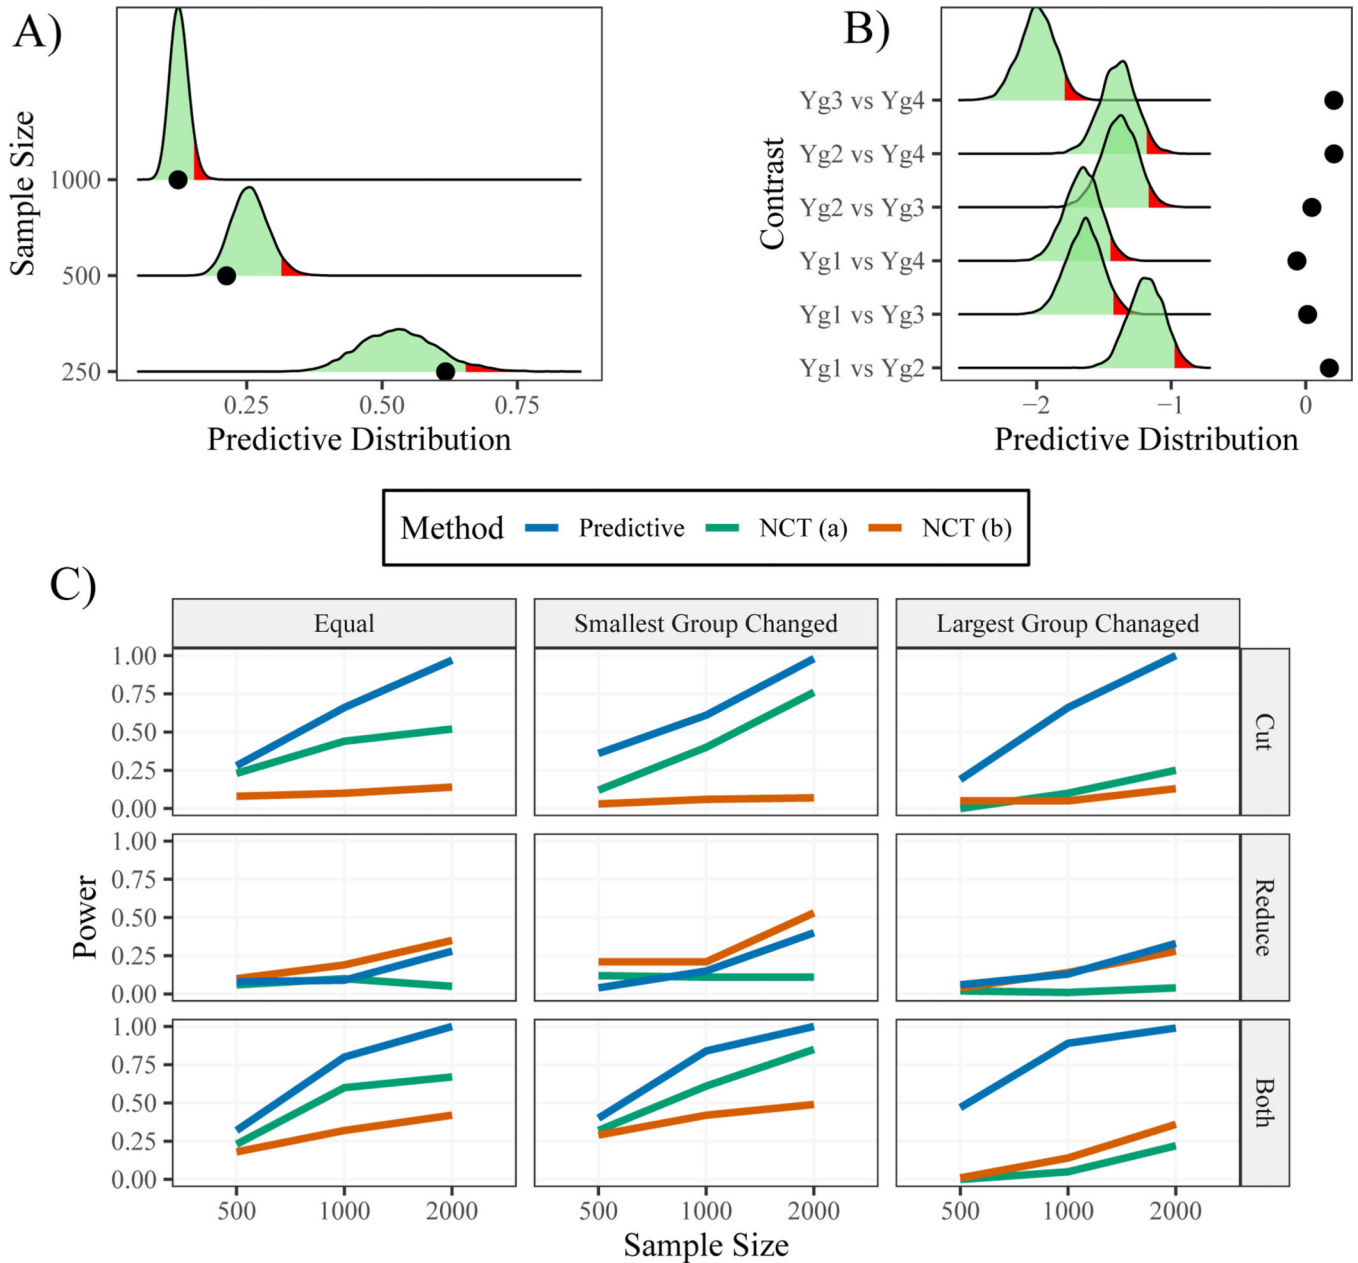 A)
Sample Size
1000
500
250
0.25 0.50 0.75
Predictive Distribution
B)
Contrast
Yg3 vs Yg4
Yg2 vs Yg4
Yg2 vs Yg3
Yg1 vs Yg4
Yg1 vs Yg3
Yg1 vs Yg2
−2 −1 0
Predictive Distribution
Method Predictive NCT (a) NCT (b)
C)
Equal Smallest Group Changed Largest Group Chanaged
Power
1.00
0.75
0.50
0.25
0.00
Cut
1.00
0.75
0.50
0.25
0.00
Reduce
1.00
0.75
0.50
0.25
0.00
Both
500 1000 2000 500 1000 2000 500 1000 2000
Sample Size